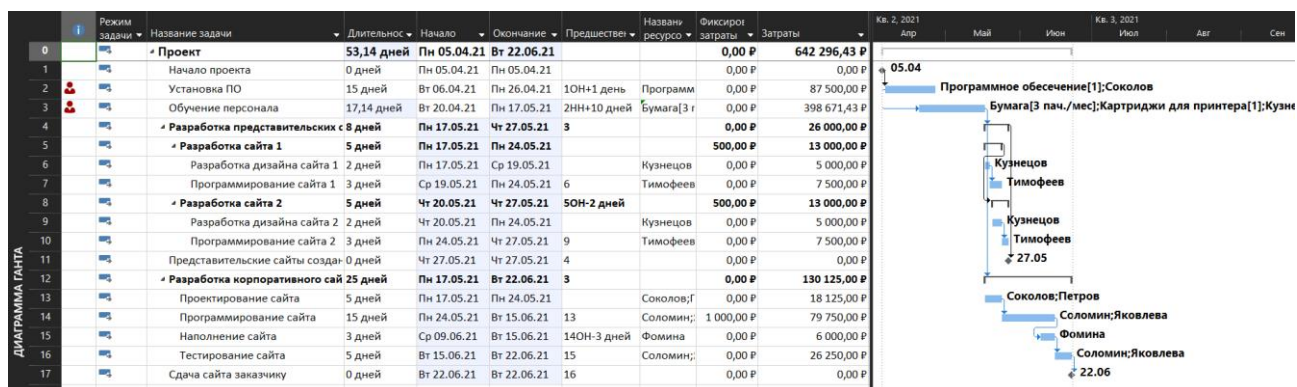 Режим задачи Название задачи Длительнос Начало Окончание Предшествен Названи ресурсо Фиксиров затраты Затраты Кв. 2, 2021 Кв. 3, 2021
Апр Май Июн Июл Авг Сен
0 Проект 53,14 дней Пн 05.04.21 Вт 22.06.21 0,00 ₽ 642 296,43 ₽
1 Начало проекта 0 дней Пн 05.04.21 Пн 05.04.21 0,00 ₽ 0,00 ₽ 05.04
2 Установка ПО 15 дней Вт 06.04.21 Пн 26.04.21 1ОН+1 день Программ 0,00 ₽ 87 500,00 ₽ Программное обесечение[1];Соколов
3 Обучение персонала 17,14 дней Вт 20.04.21 Пн 17.05.21 2НН+10 дней Бумага[3 г 0,00 ₽ 398 671,43 ₽ Бумага[3 пач./мес];Картриджи для принтера[1];Кузне
4 Разработка представительских с 8 дней Пн 17.05.21 Чт 27.05.21 3 0,00 ₽ 26 000,00 ₽
5 Разработка сайта 1 5 дней Пн 17.05.21 Пн 24.05.21 500,00 ₽ 13 000,00 ₽
6 Разработка дизайна сайта 1 2 дней Пн 17.05.21 Ср 19.05.21 Кузнецов 0,00 ₽ 5 000,00 ₽ Кузнецов
7 Программирование сайта 1 3 дней Ср 19.05.21 Пн 24.05.21 6 Тимофеев 0,00 ₽ 7 500,00 ₽ Тимофеев
8 Разработка сайта 2 5 дней Чт 20.05.21 Чт 27.05.21 5ОН-2 дней 500,00 ₽ 13 000,00 ₽
9 Разработка дизайна сайта 2 2 дней Чт 20.05.21 Пн 24.05.21 Кузнецов 0,00 ₽ 5 000,00 ₽ Кузнецов
10 Программирование сайта 2 3 дней Пн 24.05.21 Чт 27.05.21 9 Тимофеев 0,00 ₽ 7 500,00 ₽ Тимофеев
11 Представительские сайты создан 0 дней Чт 27.05.21 Чт 27.05.21 4 0,00 ₽ 0,00 ₽ 27.05
12 Разработка корпоративного сай 25 дней Пн 17.05.21 Вт 22.06.21 3 0,00 ₽ 130 125,00 ₽
13 Проектирование сайта 5 дней Пн 17.05.21 Пн 24.05.21 Соколов;Г 0,00 ₽ 18 125,00 ₽ Соколов;Петров
14 Программирование сайта 15 дней Пн 24.05.21 Вт 15.06.21 13 Соломин; 1 000,00 ₽ 79 750,00 ₽ Соломин;Яковлева
15 Наполнение сайта 3 дней Ср 09.06.21 Вт 15.06.21 14ОН-3 дней Фомина 0,00 ₽ 6 000,00 ₽ Фомина
16 Тестирование сайта 5 дней Вт 15.06.21 Вт 22.06.21 15 Соломин; 0,00 ₽ 26 250,00 ₽ Соломин;Яковлева
17 Сдача сайта заказчику 0 дней Вт 22.06.21 Вт 22.06.21 16 0,00 ₽ 0,00 ₽ 22.06
ДИАГРАММА ГАНТА